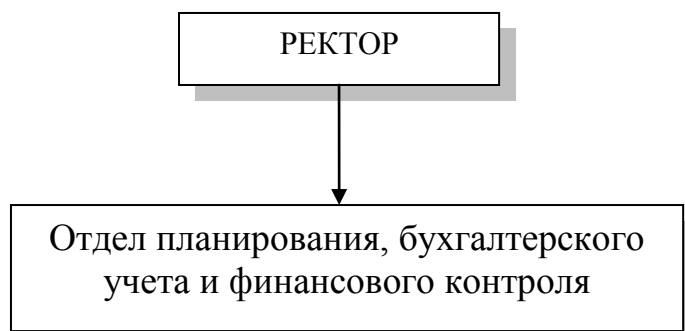 РЕКТОР
Отдел планирования, бухгалтерского
учета и финансового контроля